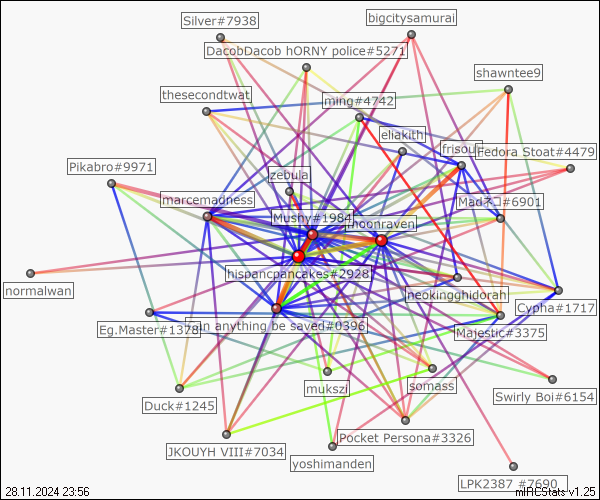 Silver#7938
bigcitysamurai
DacobDacob hORNY police#5271
shawntee9
thesecondtwat
ming#4742
eliakith
frisou
Fedora Stoat#4479
Pikabro#9971
zebula
marcemadness
Madネコ#6901
Mushy#1984
moonraven
hispancpancakes#2928
normalwan
neokingghidorah
Cypha#1717
Eg.Master#1378
an anything be saved#0396
Majestic#3375
mukszi
somass
Swirly Boi#6154
Duck#1245
Pocket Persona#3326
JKOUYH VIII#7034
yoshimanden
LPK2387 #7690
28.11.2024 23:56
mIRCStats v1.25